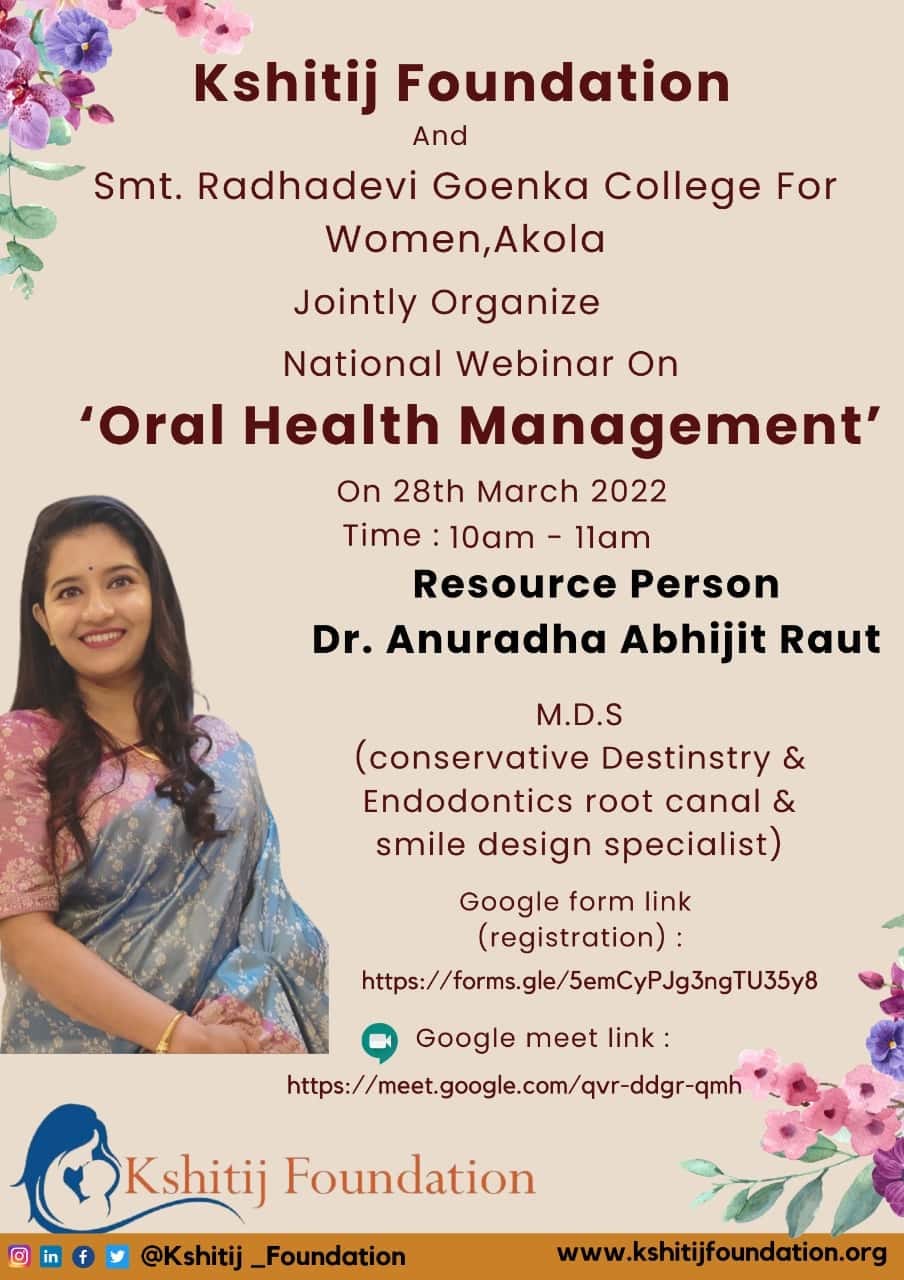 Kshitij Foundation
And
Smt. Radhadevi Goenka College For
Women,Akola
Jointly Organize
National Webinar On
‘Oral Health Management’
On 28th March 2022
Time : 10am - 11am
Resource Person
Dr. Anuradha Abhijit Raut
M.D.S
(conservative Destinstry &
Endodontics root canal &
smile design specialist)
Google form link
(registration) :
https://forms.gle/5emCyPJg3ngTU35y8
Google meet link :
https://meet.google.com/qvr-ddgr-qmh
Kshitij Foundation
@Kshitij _Foundation
www.kshitijfoundation.org